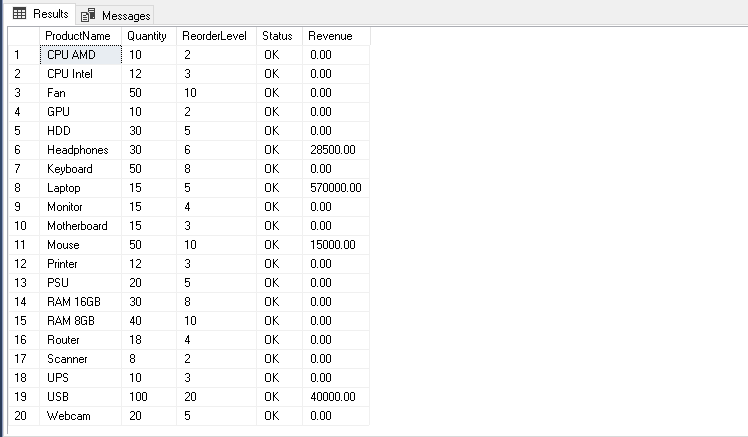 Results Messages
ProductName Quantity ReorderLevel Status Revenue
1 CPU AMD 10 2 OK 0.00
2 CPU Intel 12 3 OK 0.00
3 Fan 50 10 OK 0.00
4 GPU 10 2 OK 0.00
5 HDD 30 5 OK 0.00
6 Headphones 30 6 OK 28500.00
7 Keyboard 50 8 OK 0.00
8 Laptop 15 5 OK 570000.00
9 Monitor 15 4 OK 0.00
10 Motherboard 15 3 OK 0.00
11 Mouse 50 10 OK 15000.00
12 Printer 12 3 OK 0.00
13 PSU 20 5 OK 0.00
14 RAM 16GB 30 8 OK 0.00
15 RAM 8GB 40 10 OK 0.00
16 Router 18 4 OK 0.00
17 Scanner 8 2 OK 0.00
18 UPS 10 3 OK 0.00
19 USB 100 20 OK 40000.00
20 Webcam 20 5 OK 0.00